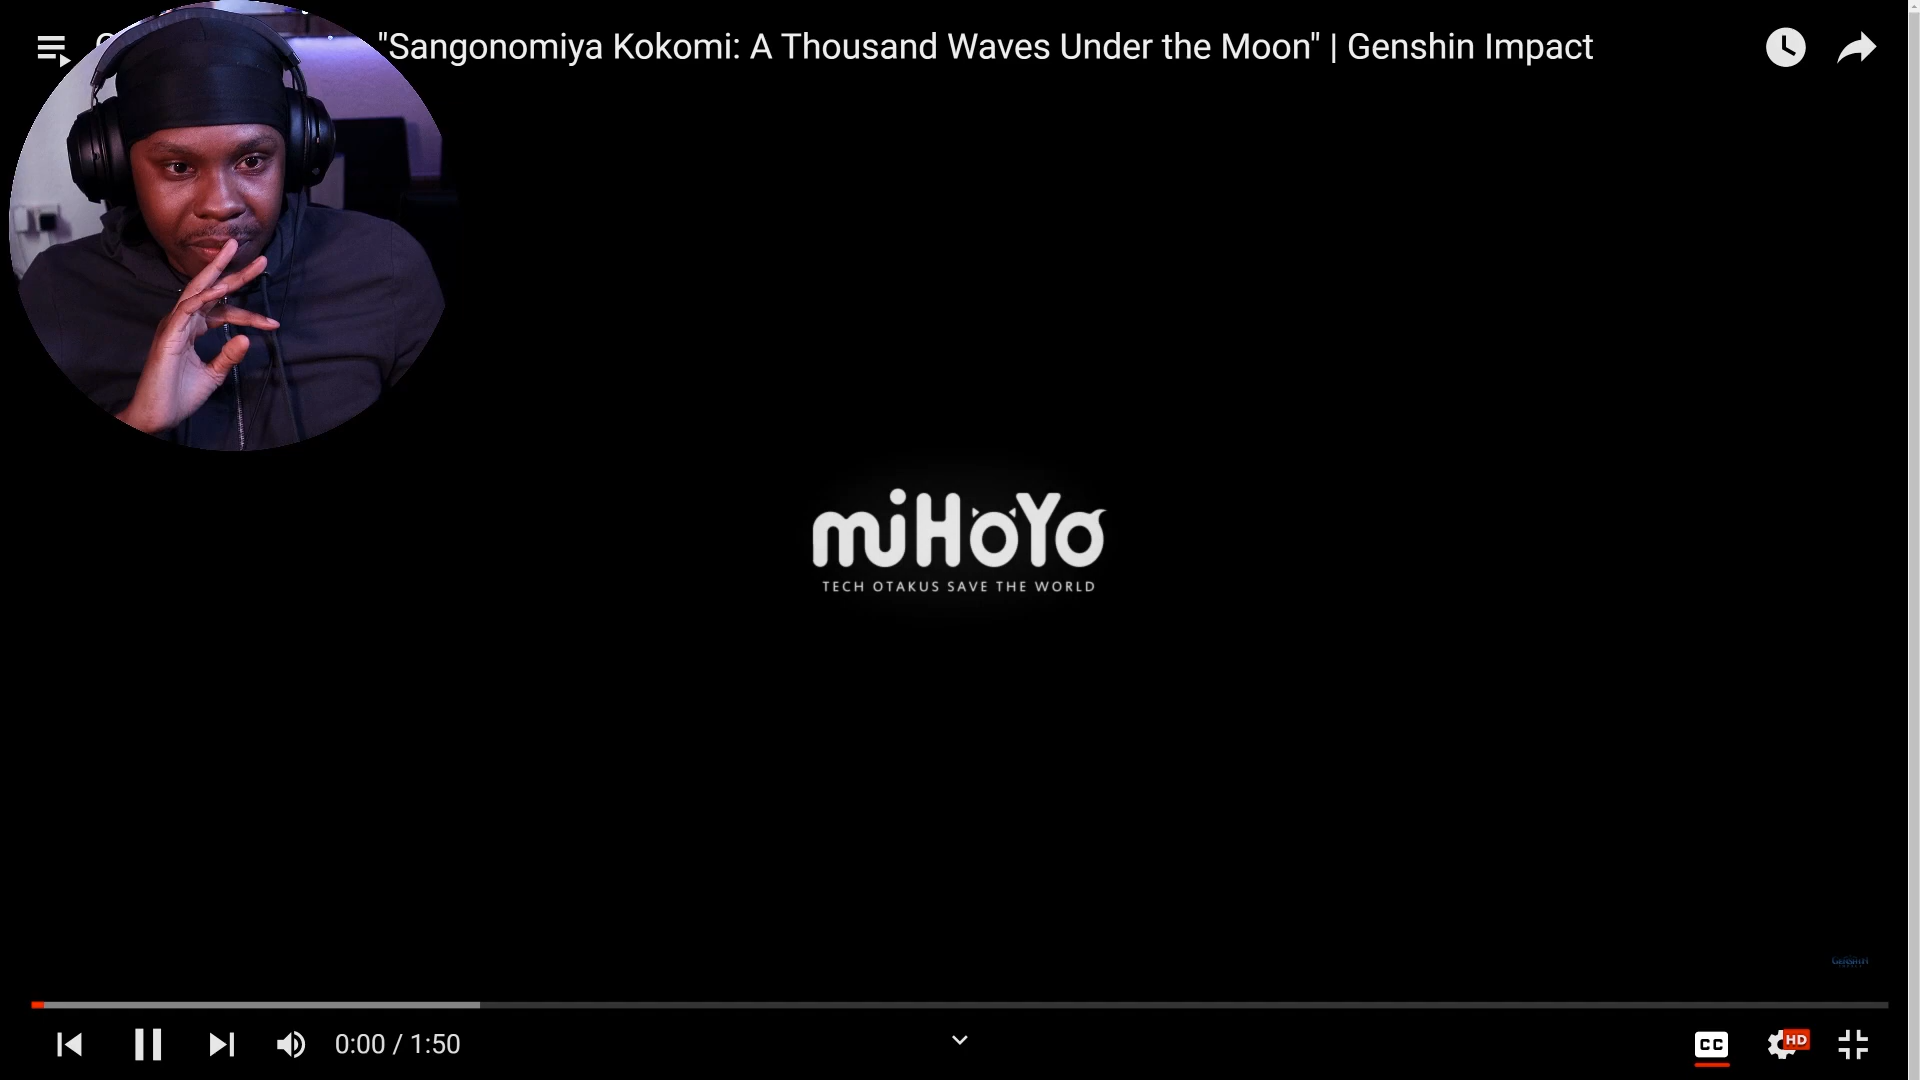 "Sangonomiya Kokomi: A Thousand Waves Under the Moon" | Genshin Impact
miHoYo
TECH OTAKUS SAVE THE WORLD
GENSHIN
0:00 / 1:50
CC
HD